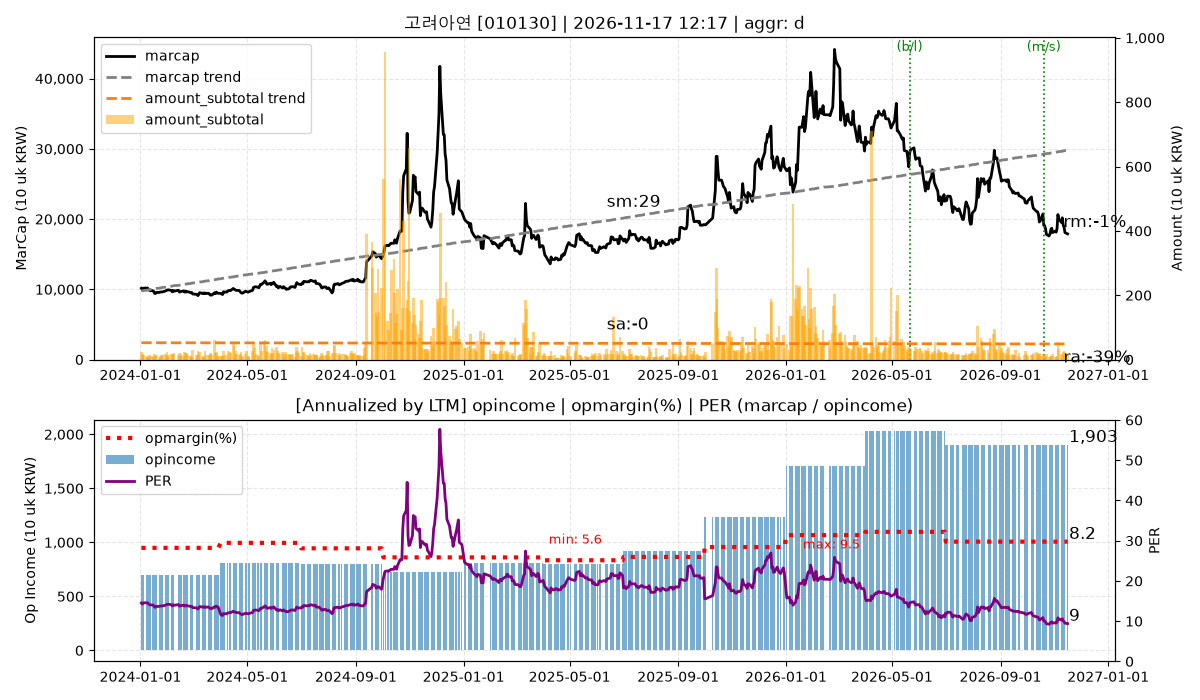 고려아연 [010130] | 2026-11-17 12:17 | aggr: d
marcap
marcap trend
amount_subtotal trend
amount_subtotal
(b/l)
(m/s)
MarCap (10 uk KRW)
Amount (10 uk KRW)
40,000
30,000
20,000
10,000
0
1,000
800
600
400
200
0
sm:29
rm:-1%
sa:-0
ra:-39%
2024-01-01
2024-05-01
2024-09-01
2025-01-01
2025-05-01
2025-09-01
2026-01-01
2026-05-01
2026-09-01
2027-01-01
[Annualized by LTM] opincome | opmargin(%) | PER (marcap / opincome)
opmargin(%)
opincome
PER
Op Income (10 uk KRW)
PER
2,000
1,500
1,000
500
0
60
50
40
30
20
10
0
1,903
min: 5.6
max: 9.5
8.2
9
2024-01-01
2024-05-01
2024-09-01
2025-01-01
2025-05-01
2025-09-01
2026-01-01
2026-05-01
2026-09-01
2027-01-01